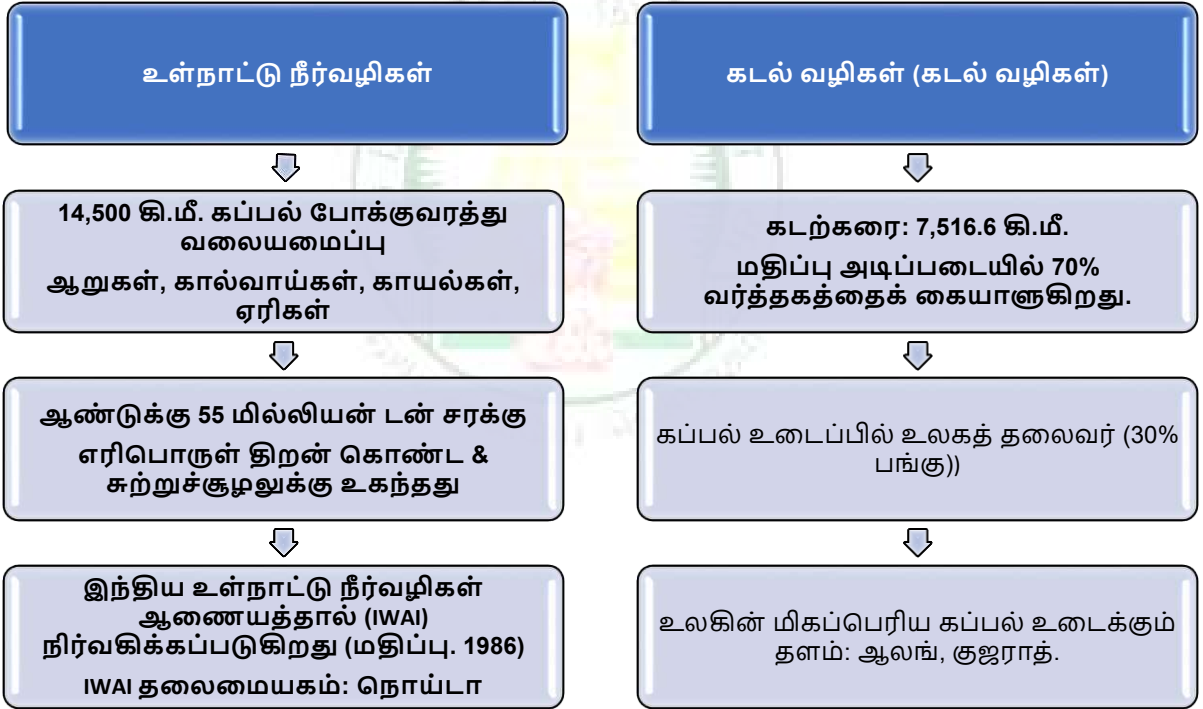 உள்நாட்டு நீர்வழிகள்
14,500 கி.மீ. கப்பல் போக்குவரத்து
வலையமைப்பு
ஆறுகள், கால்வாய்கள், காயல்கள்,
ஏரிகள்
ஆண்டுக்கு 55 மில்லியன் டன் சரக்கு
எரிபொருள் திறன் கொண்ட &
சுற்றுச்சூழலுக்கு உகந்தது
இந்திய உள்நாட்டு நீர்வழிகள்
ஆணையத்தால் (IWAI)
நிர்வகிக்கப்படுகிறது (மதிப்பு. 1986)
IWAI தலைமையகம்: நொய்டா
கடல் வழிகள் (கடல் வழிகள்)
கடற்கரை: 7,516.6 கி.மீ.
மதிப்பு அடிப்படையில் 70%
வர்த்தகத்தைக் கையாளுகிறது.
கப்பல் உடைப்பில் உலகத் தலைவர் (30%
பங்கு))
உலகின் மிகப்பெரிய கப்பல் உடைக்கும்
தளம்: ஆலங், குஜராத்.